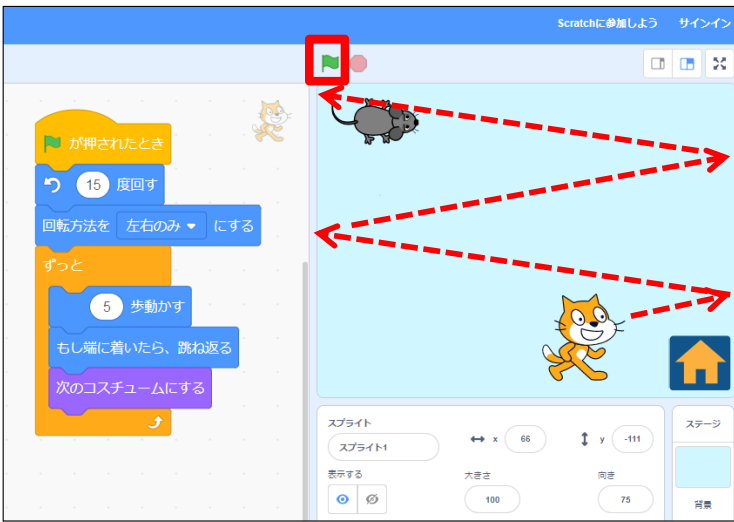 Scratchに参加しよう サインイン
が押されたとき
15 度回す
回転方法を 左右のみ にする
ずっと
5 歩動かす
もし端に着いたら、跳ね返る
次のコスチュームにする
スプライト
スプライト1
x 66 y -111
表示する 大きさ 向き
100 75
ステージ
背景